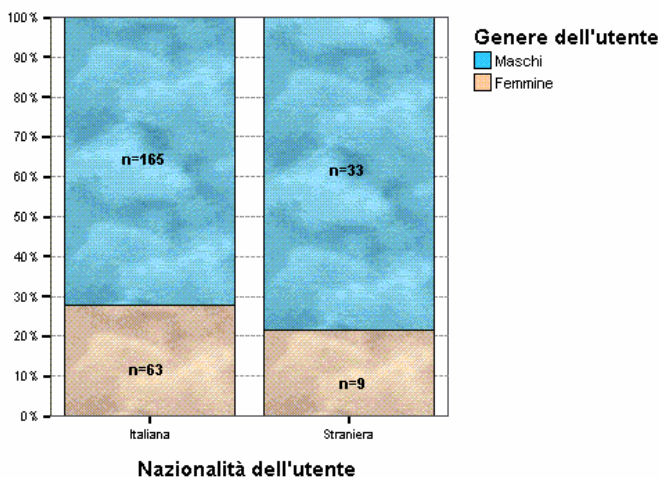 100%
90%
80%
70%
60%
50%
40%
30%
20%
10%
0%
n=165
n=33
n=63
n=9
Italiana
Straniera
Nazionalità dell'utente
Genere dell'utente
Maschi
Femmine